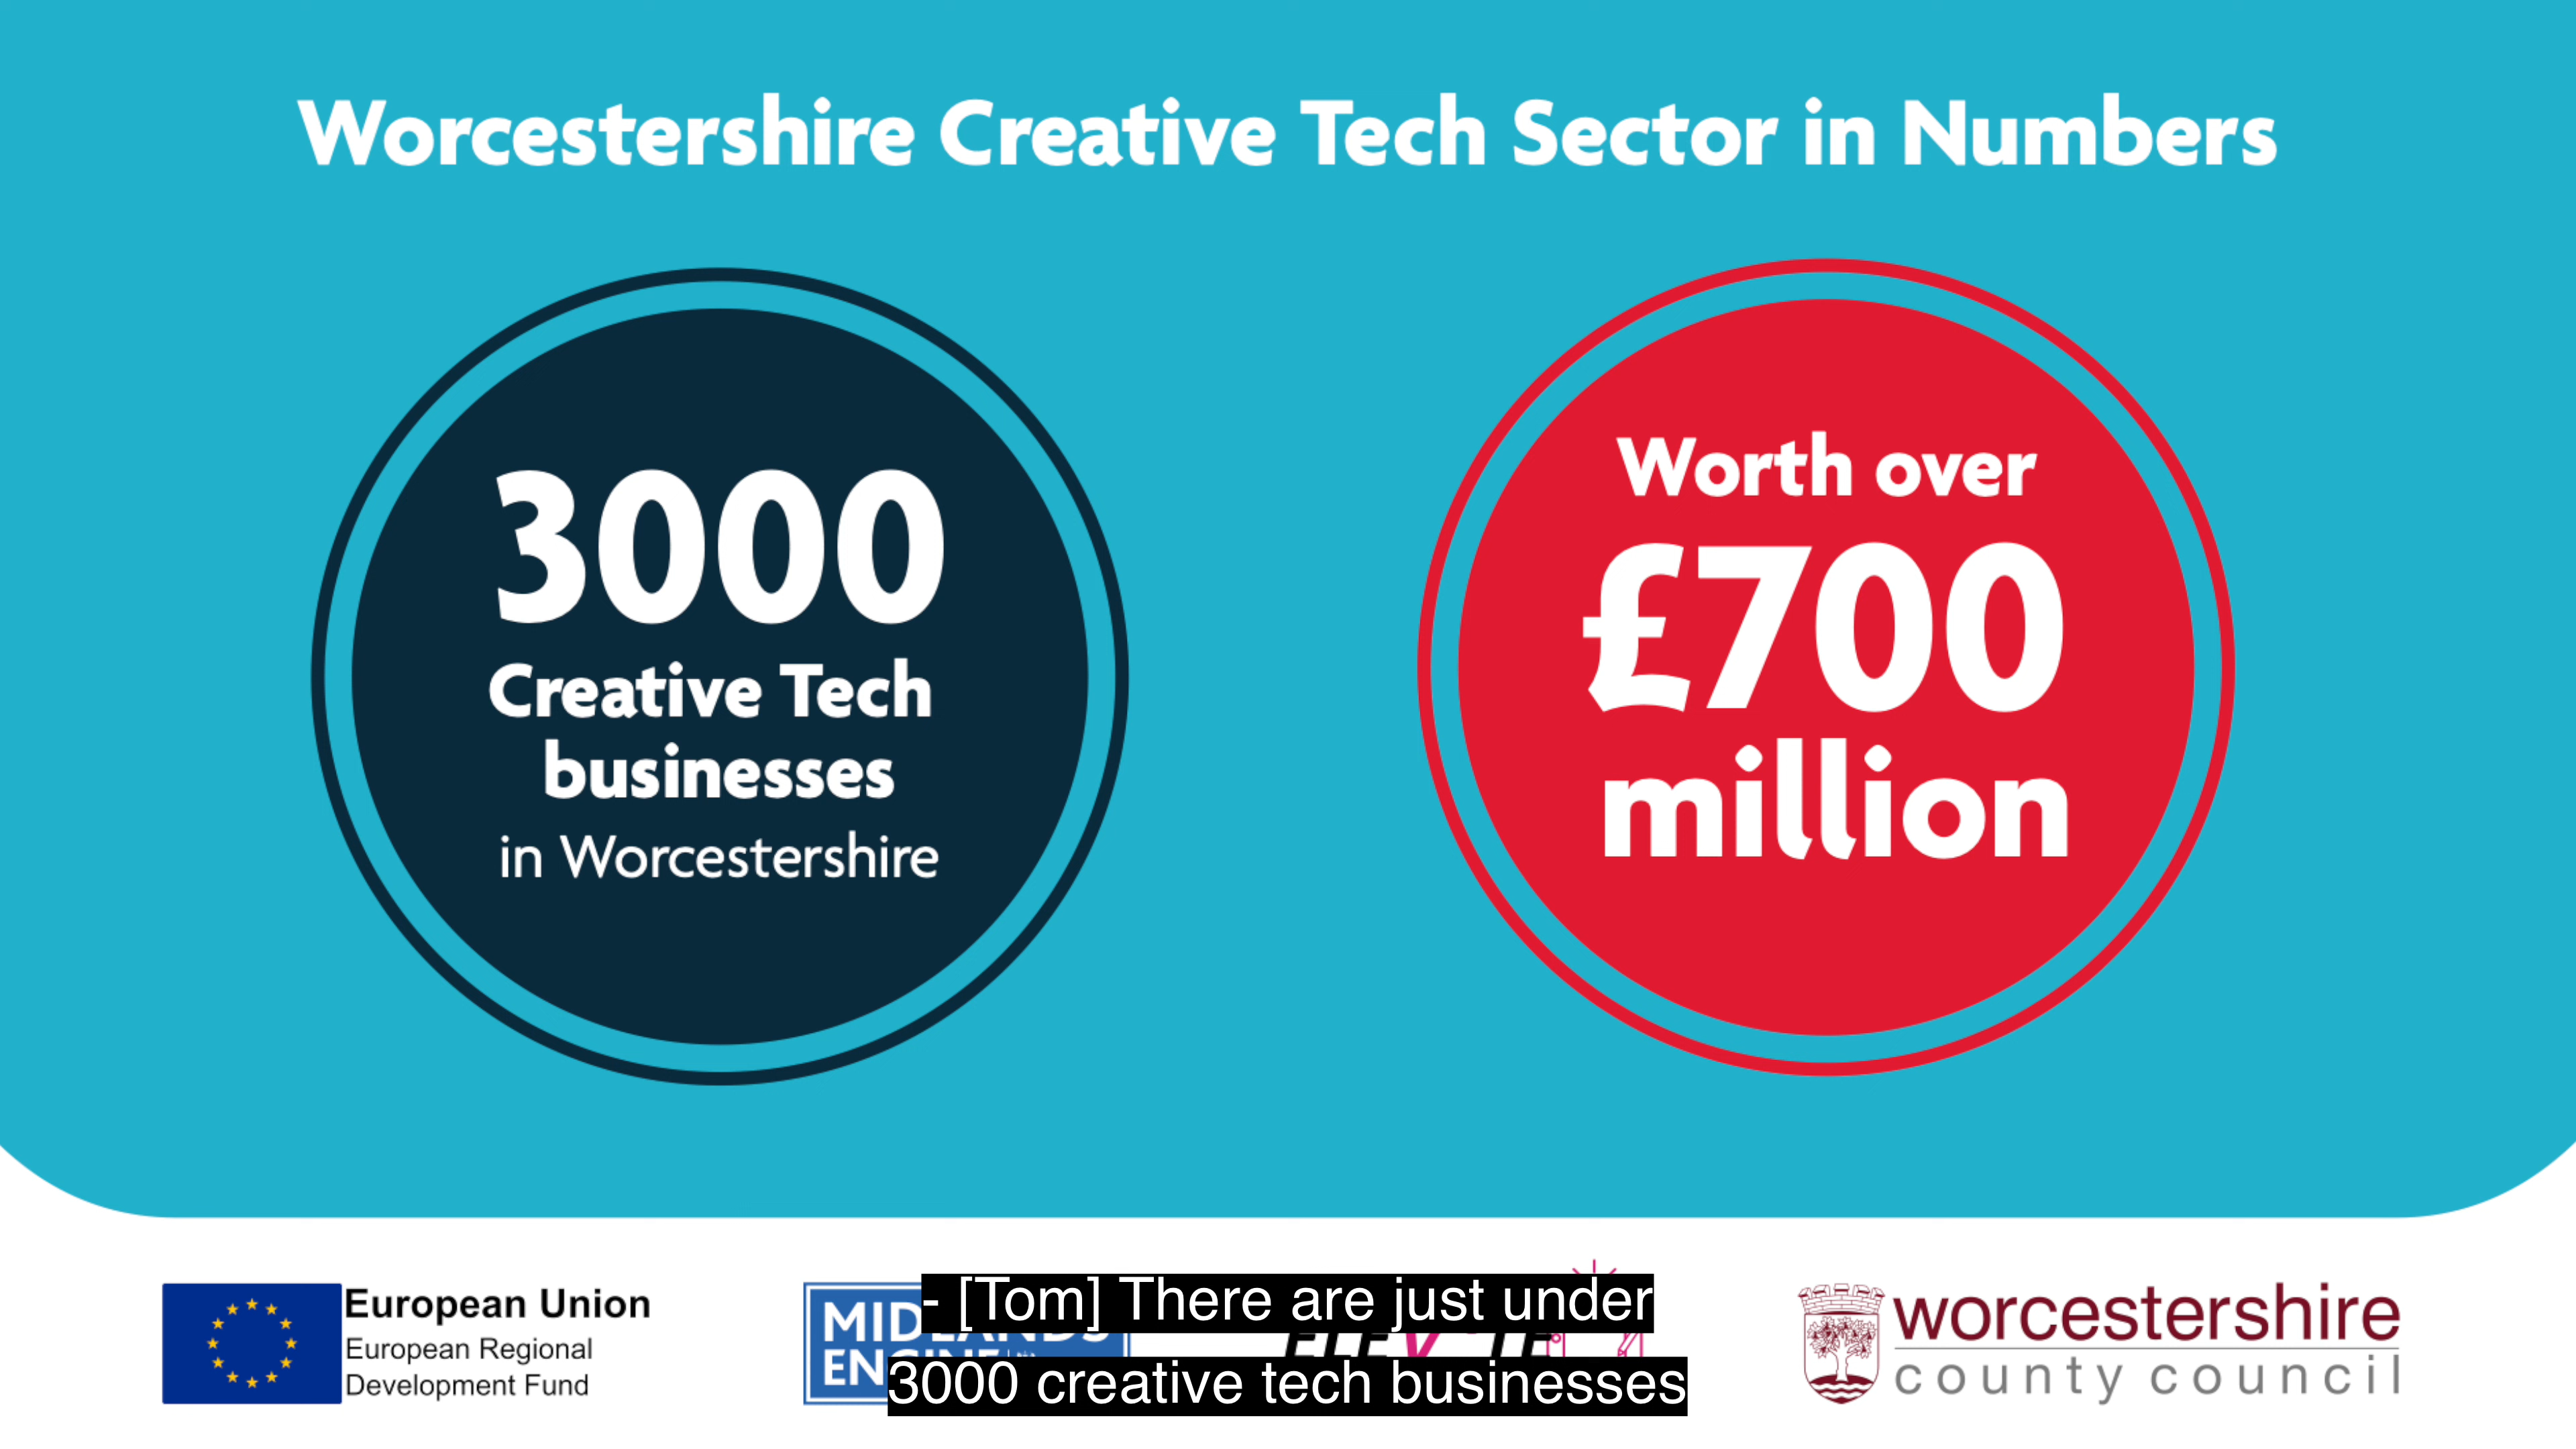 Worcestershire Creative Tech Sector in Numbers
3000
Creative Tech
businesses
in Worcestershire
Worth over
£700
million
European Union
European Regional
Development Fund
- [Tom] There are just under
3000 creative tech businesses
worcestershire
county council